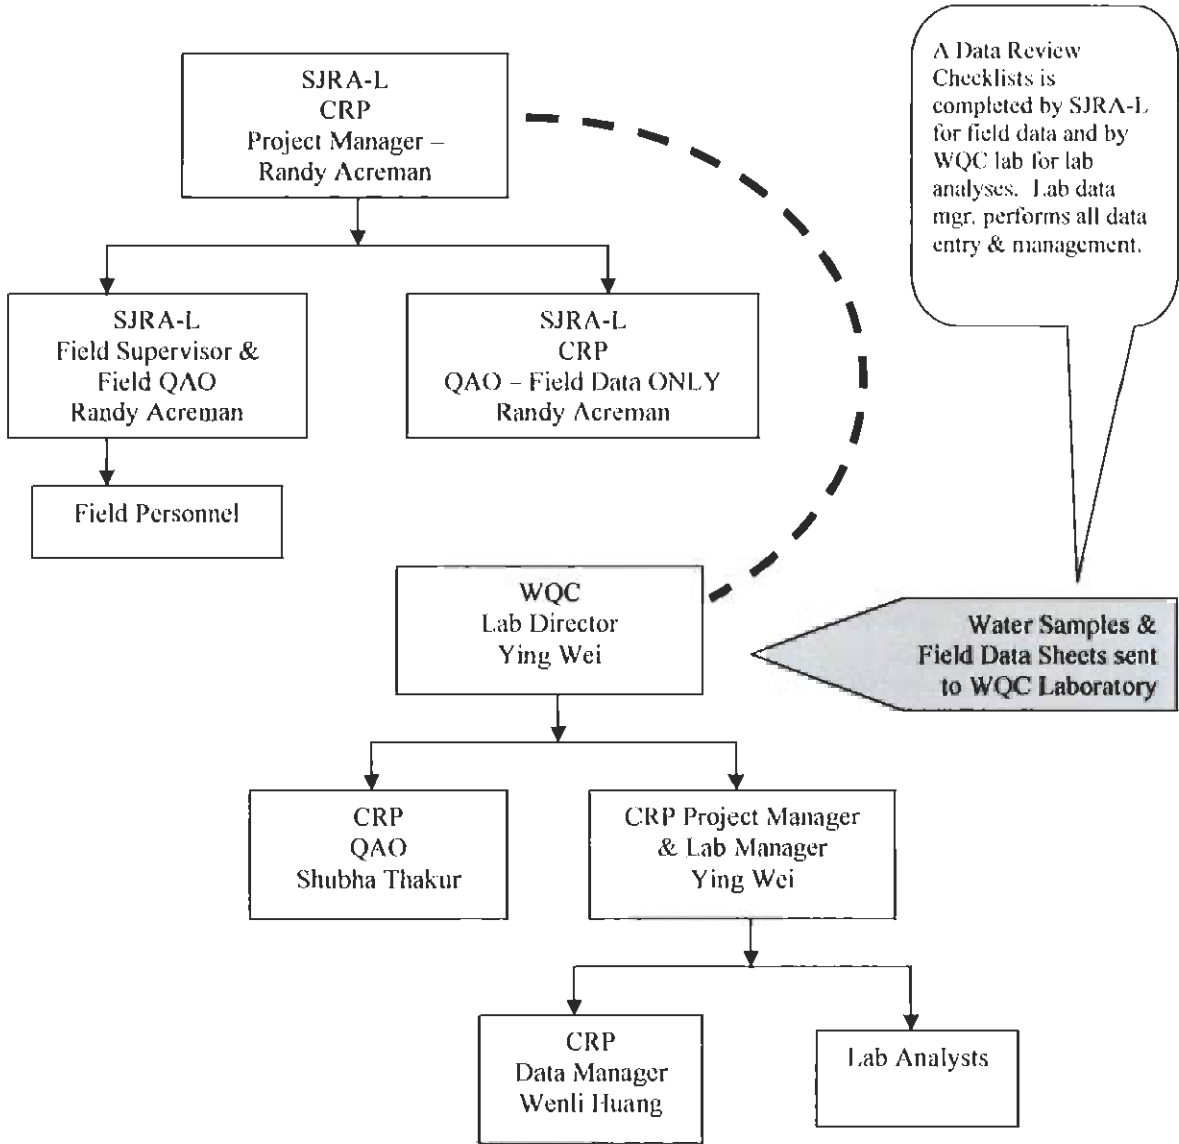 SJRA-L
CRP
Project Manager –
Randy Acreman
A Data Review
Checklists is
completed by SJRA-L
for field data and by
WQC lab for lab
analyses. Lab data
mgr. performs all data
entry & management.
SJRA-L
Field Supervisor &
Field QAO
Randy Acreman
SJRA-L
CRP
QAO – Field Data ONLY
Randy Acreman
Field Personnel
WQC
Lab Director
Ying Wei
Water Samples &
Field Data Sheets sent
to WQC Laboratory
CRP
QAO
Shubha Thakur
CRP Project Manager
& Lab Manager
Ying Wei
CRP
Data Manager
Wenli Huang
Lab Analysts